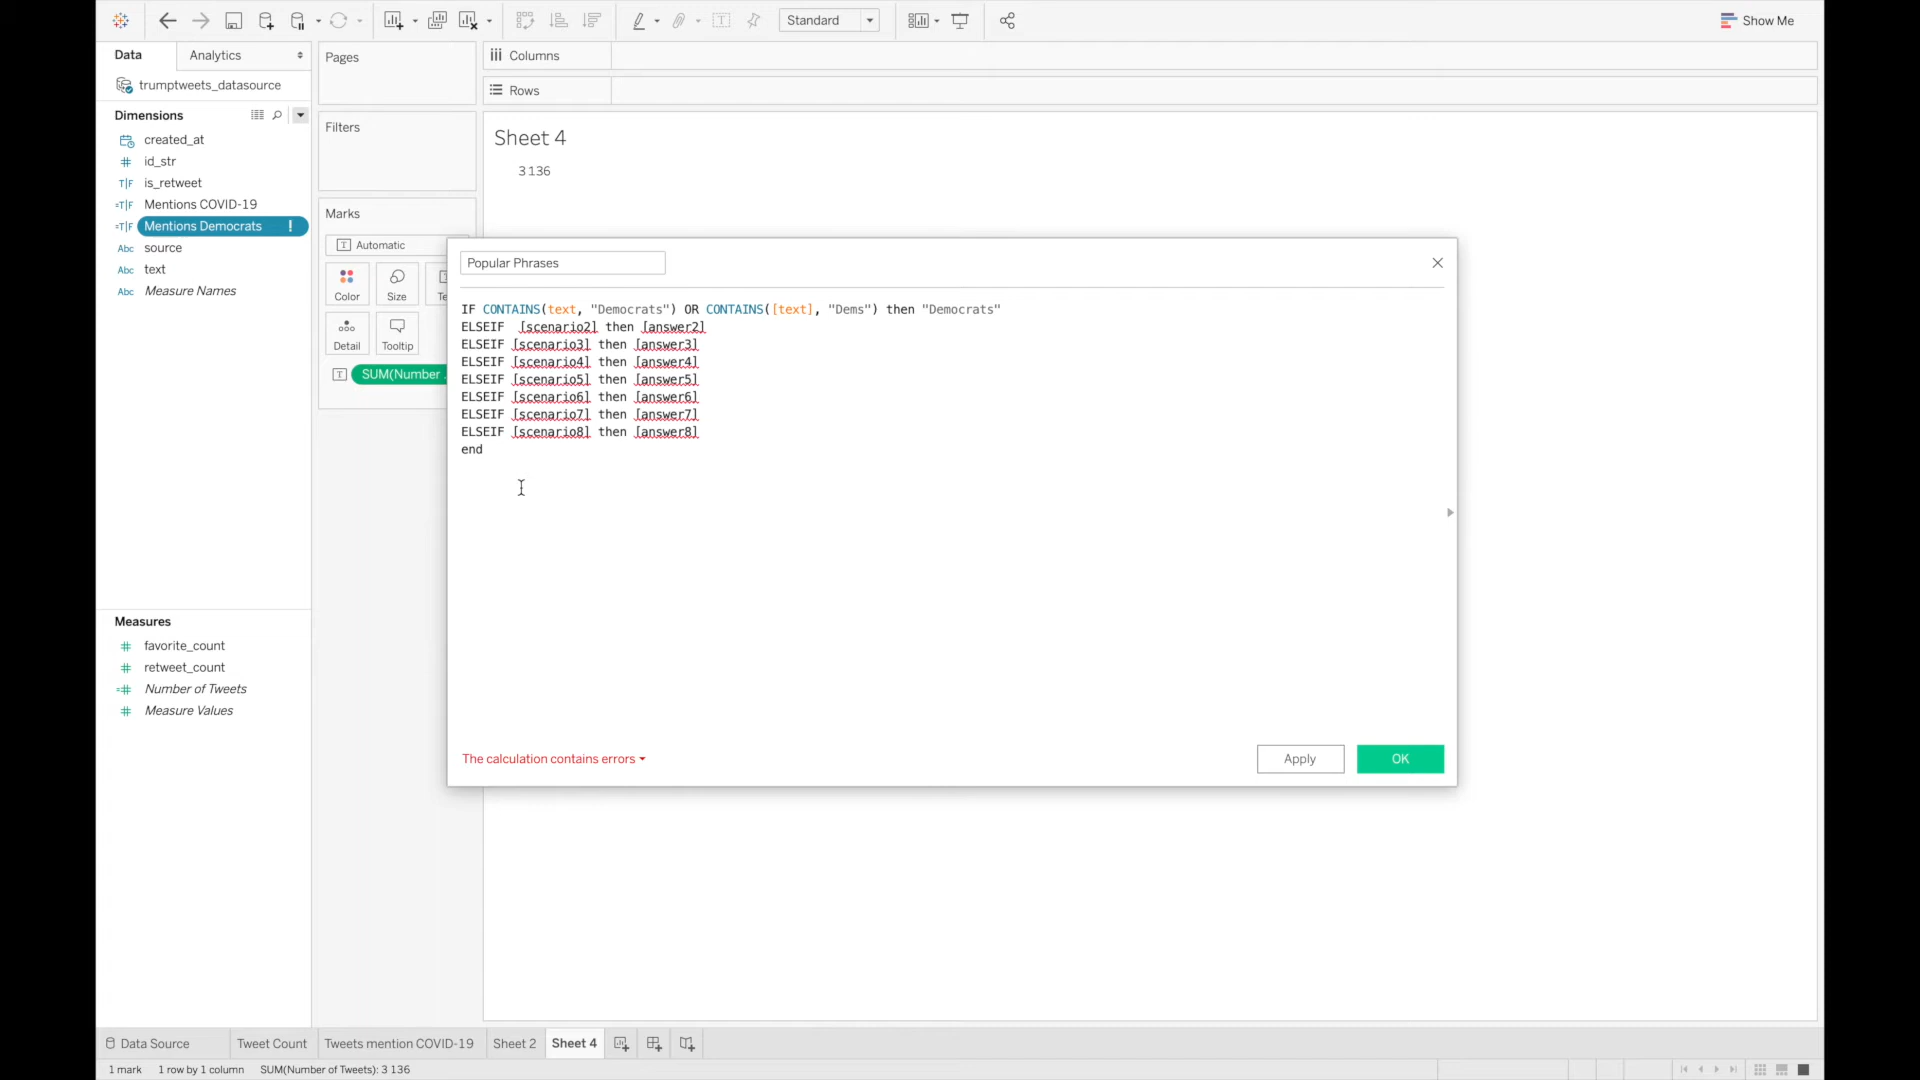 Standard
Show Me
Data
Analytics
trumptweets_datasource
Dimensions
created_at
# id_str
T|F is_retweet
=T|F Mentions COVID-19
=T|F Mentions Democrats !
Abc source
Abc text
Abc Measure Names
Measures
# favorite_count
# retweet_count
=# Number of Tweets
# Measure Values
Pages
Filters
Marks
T Automatic
Color
Size
Te
Detail
Tooltip
T SUM(Number .
Columns
Rows
Sheet 4
3 136
Popular Phrases
IF CONTAINS(text, "Democrats") OR CONTAINS([text], "Dems") then "Democrats"
ELSEIF  [scenario2] then [answer2]
ELSEIF [scenario3] then [answer3]
ELSEIF [scenario4] then [answer4]
ELSEIF [scenario5] then [answer5]
ELSEIF [scenario6] then [answer6]
ELSEIF [scenario7] then [answer7]
ELSEIF [scenario8] then [answer8]
end
The calculation contains errors
Apply
OK
Data Source
Tweet Count
Tweets mention COVID-19
Sheet 2
Sheet 4
1 mark
1 row by 1 column
SUM(Number of Tweets): 3 136